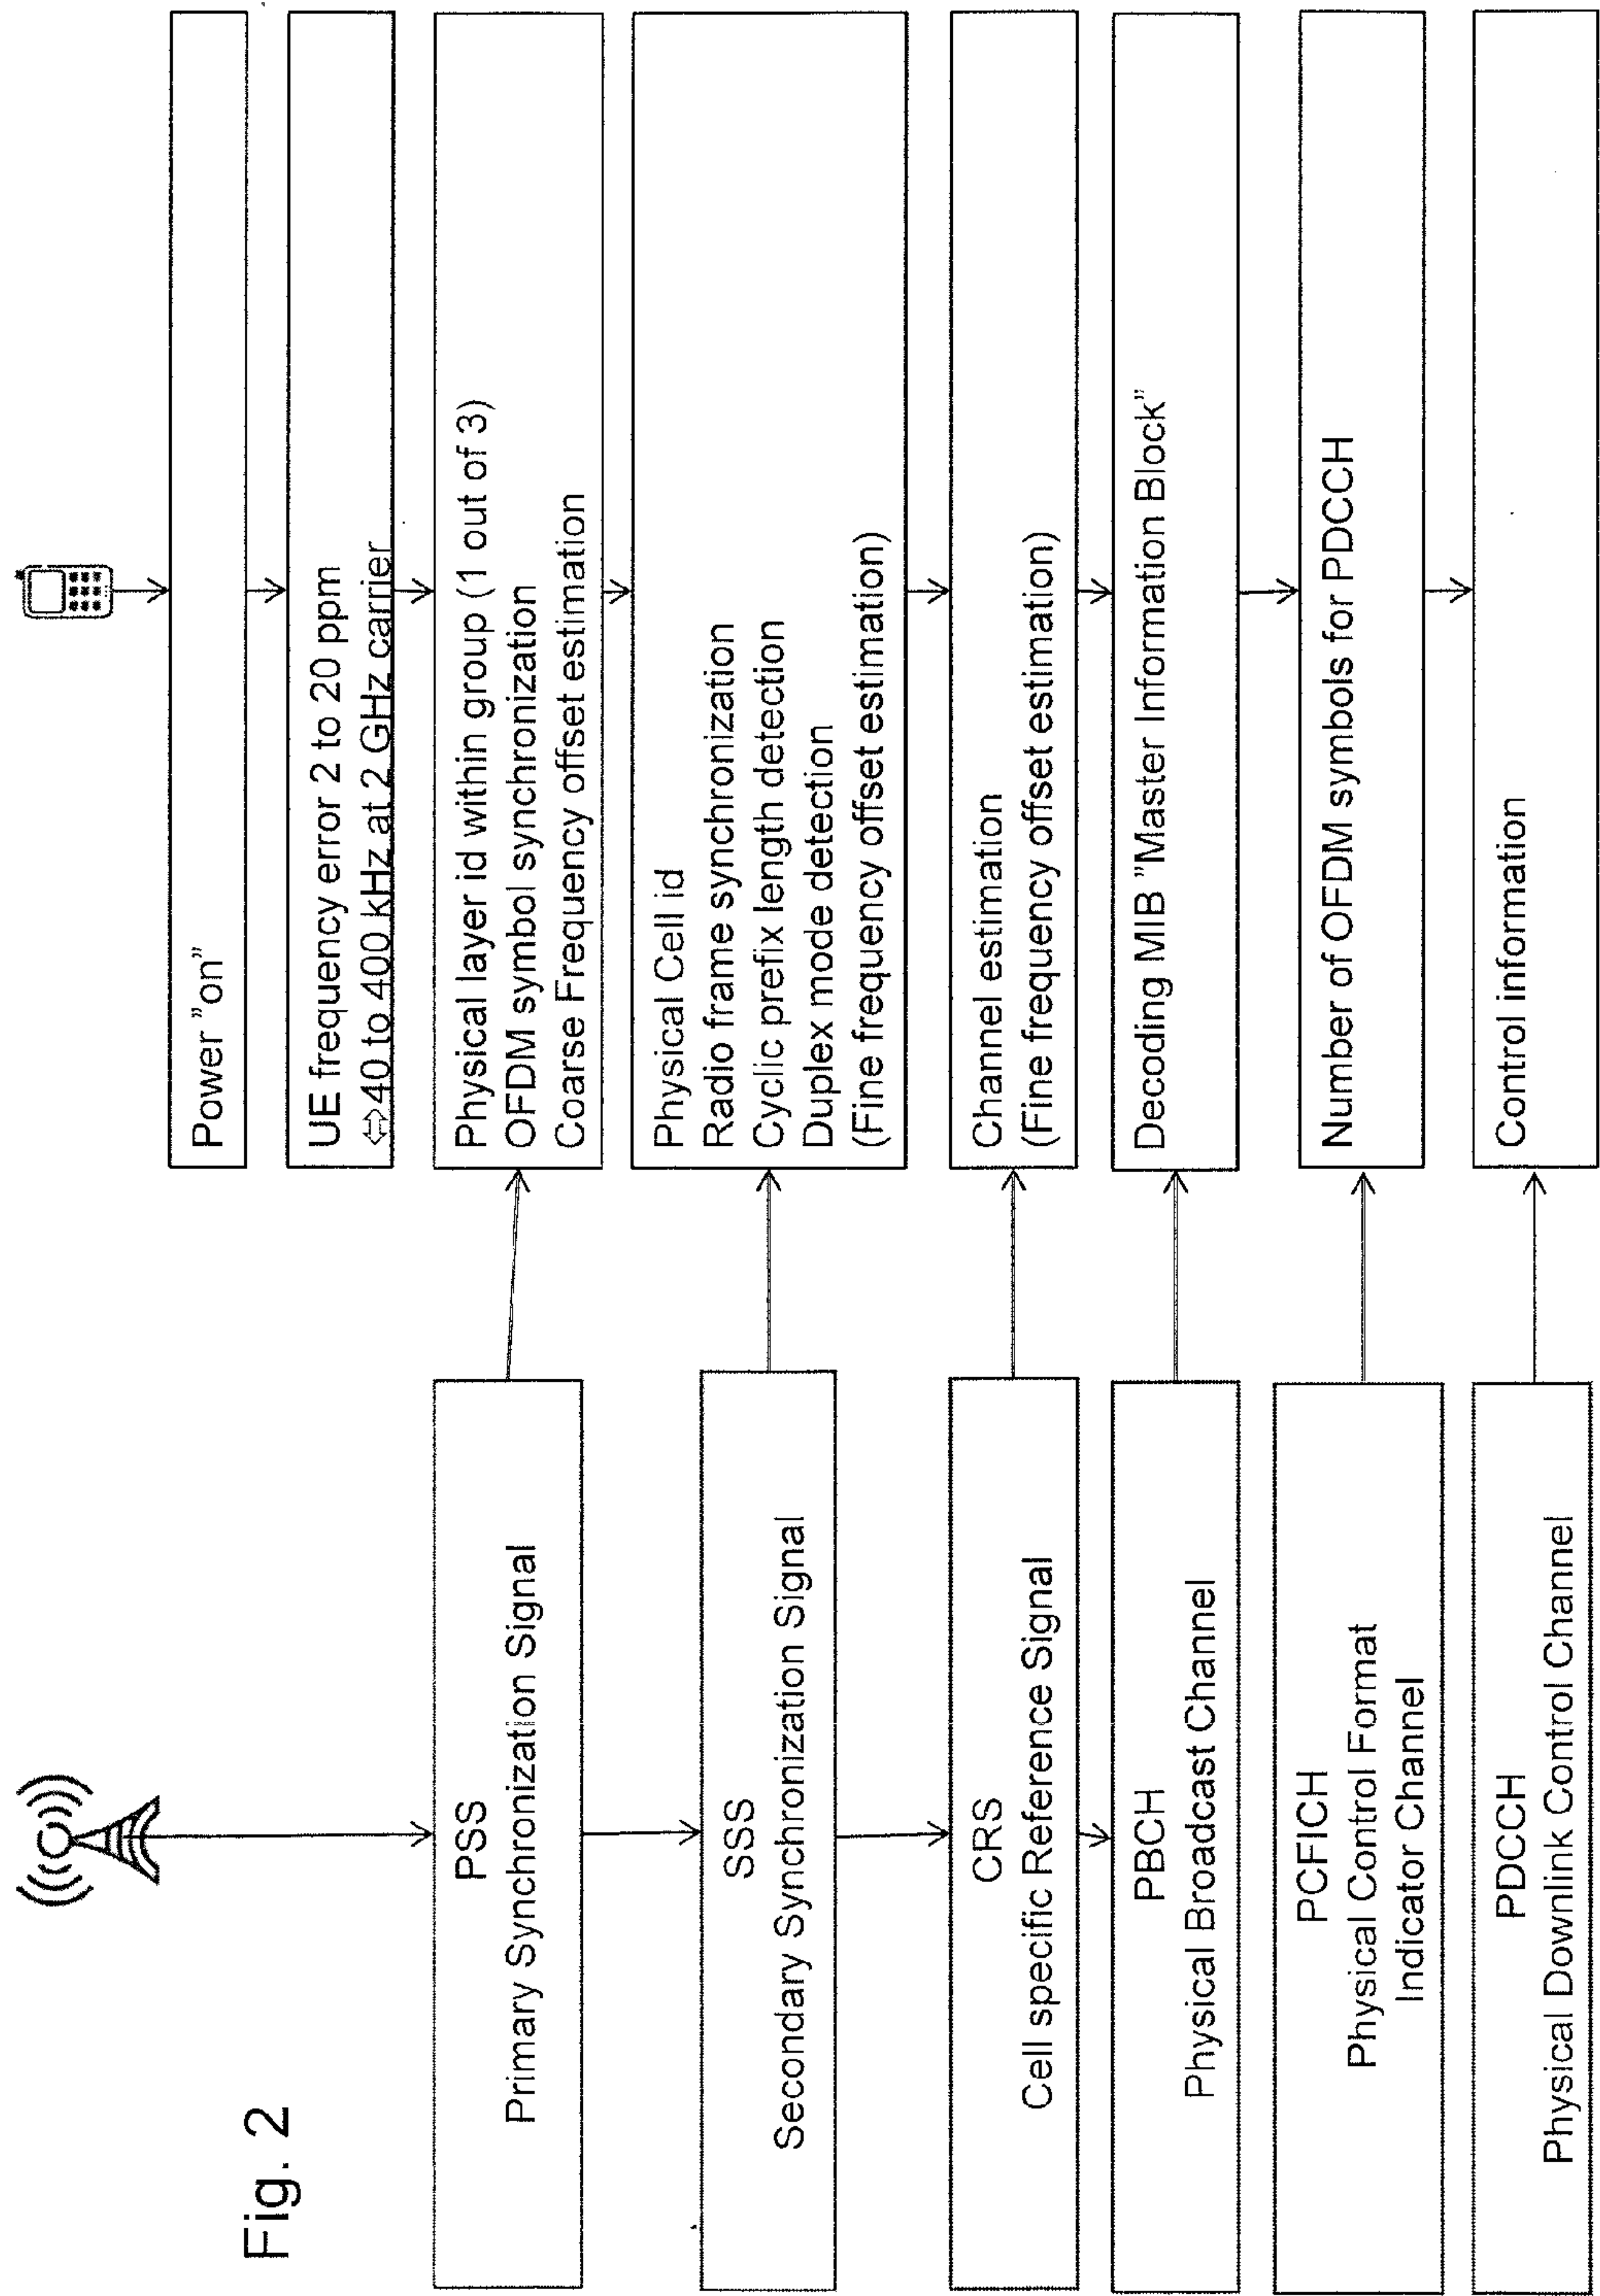 Fig. 2
PSS
Primary Synchronization Signal
SSS
Secondary Synchronization Signal
CRS
Cell specific Reference Signal
PBCH
Physical Broadcast Channel
PCFICH
Physical Control Format
Indicator Channel
PDCCH
Physical Downlink Control Channel
Power "on"
UE frequency error 2 to 20 ppm
⇔40 to 400 kHz at 2 GHz carrier
Physical layer id within group (1 out of 3)
OFDM symbol synchronization
Coarse Frequency offset estimation
Physical Cell id
Radio frame synchronization
Cyclic prefix length detection
Duplex mode detection
(Fine frequency offset estimation)
Channel estimation
(Fine frequency offset estimation)
Decoding MIB "Master Information Block"
Number of OFDM symbols for PDCCH
Control information